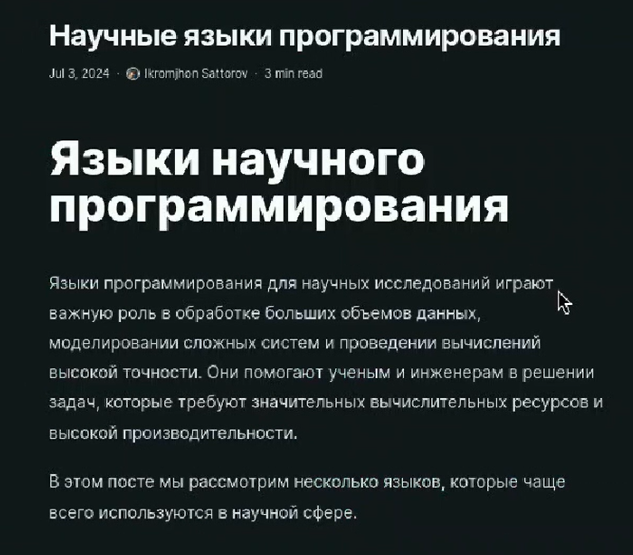 Научные языки программирования
Jul 3, 2024 · Ikromjhon Sattorov · 3 min read
Языки научного
программирования
Языки программирования для научных исследований играют
важную роль в обработке больших объемов данных,
моделировании сложных систем и проведении вычислений
высокой точности. Они помогают ученым и инженерам в решении
задач, которые требуют значительных вычислительных ресурсов и
высокой производительности.
В этом посте мы рассмотрим несколько языков, которые чаще
всего используются в научной сфере.